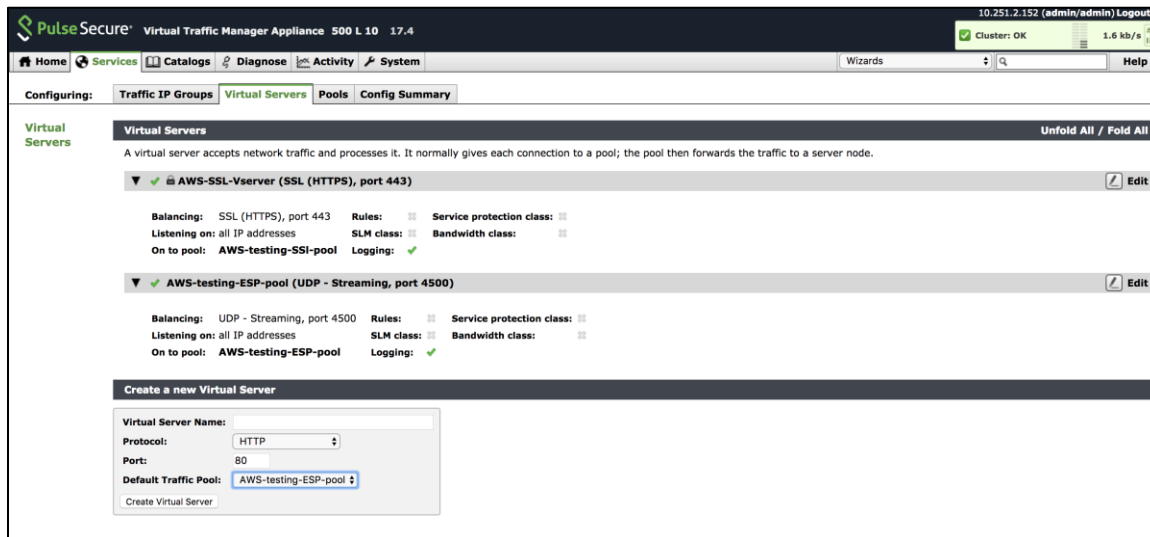 10.251.2.152 (admin/admin) Logout
PulseSecure Virtual Traffic Manager Appliance 500 L 10 17.4
Cluster: OK 1.6 kb/s
Home Services Catalogs Diagnose Activity System Wizards Help
Configuring: Traffic IP Groups Virtual Servers Pools Config Summary
Virtual Servers
Virtual Servers Unfold All / Fold All
A virtual server accepts network traffic and processes it. It normally gives each connection to a pool; the pool then forwards the traffic to a server node.
AWS-SSL-Vserver (SSL (HTTPS), port 443) Edit
Balancing: SSL (HTTPS), port 443 Rules: Service protection class:
Listening on: all IP addresses SLM class: Bandwidth class:
On to pool: AWS-testing-SSl-pool Logging:
AWS-testing-ESP-pool (UDP - Streaming, port 4500) Edit
Balancing: UDP - Streaming, port 4500 Rules: Service protection class:
Listening on: all IP addresses SLM class: Bandwidth class:
On to pool: AWS-testing-ESP-pool Logging:
Create a new Virtual Server
Virtual Server Name:
Protocol: HTTP
Port: 80
Default Traffic Pool: AWS-testing-ESP-pool
Create Virtual Server